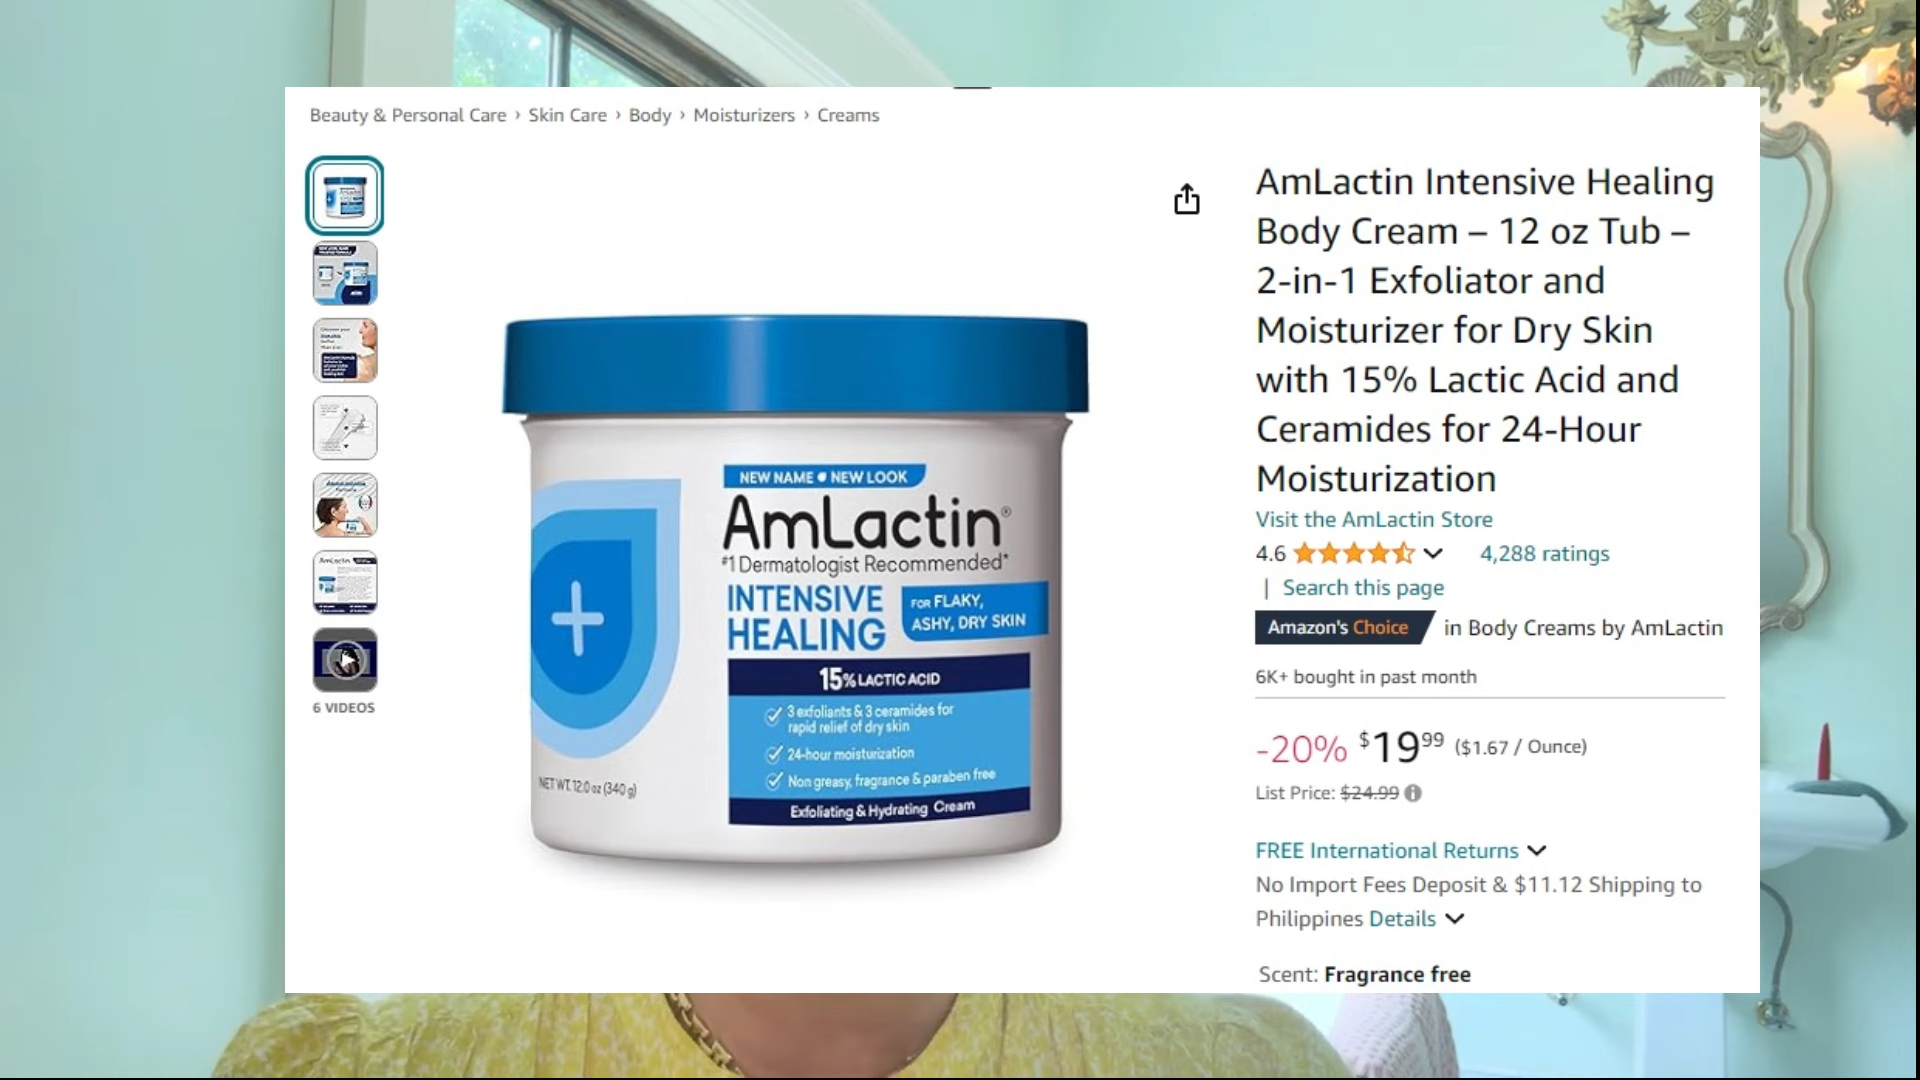 Beauty & Personal Care › Skin Care › Body › Moisturizers › Creams
6 VIDEOS
NEW NAME NEW LOOK
AmLactin®
#1 Dermatologist Recommended*
INTENSIVE
HEALING
FOR FLAKY,
ASHY, DRY SKIN
15% LACTIC ACID
3 exfoliants & 3 ceramides for
rapid relief of dry skin
24-hour moisturization
Non greasy, fragrance & paraben free
NET WT. 12.0 oz (340 g)
Exfoliating & Hydrating Cream
AmLactin Intensive Healing
Body Cream – 12 oz Tub –
2-in-1 Exfoliator and
Moisturizer for Dry Skin
with 15% Lactic Acid and
Ceramides for 24-Hour
Moisturization
Visit the AmLactin Store
4.6 4,288 ratings
| Search this page
Amazon's Choice in Body Creams by AmLactin
6K+ bought in past month
-20% $19.99 ($1.67 / Ounce)
List Price: $24.99
FREE International Returns
No Import Fees Deposit & $11.12 Shipping to
Philippines Details
Scent: Fragrance free